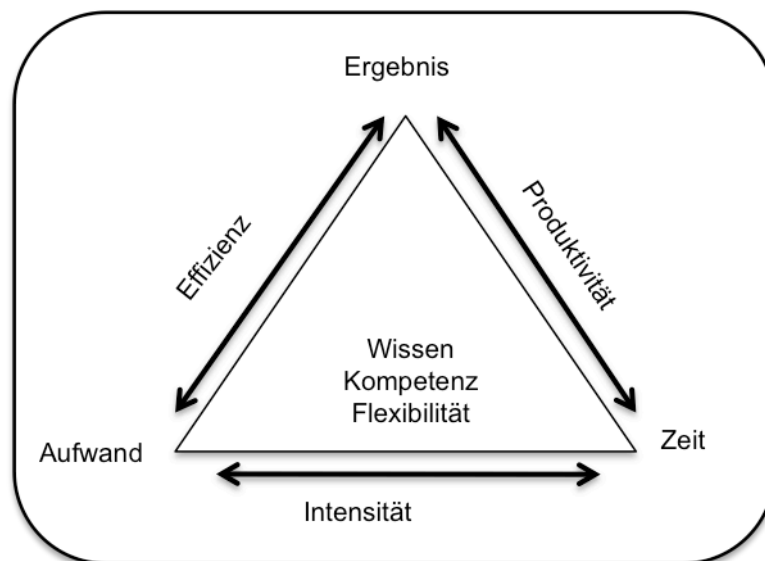 Ergebnis
Effizienz
Produktivität
Wissen
Kompetenz
Flexibilität
Aufwand
Zeit
Intensität